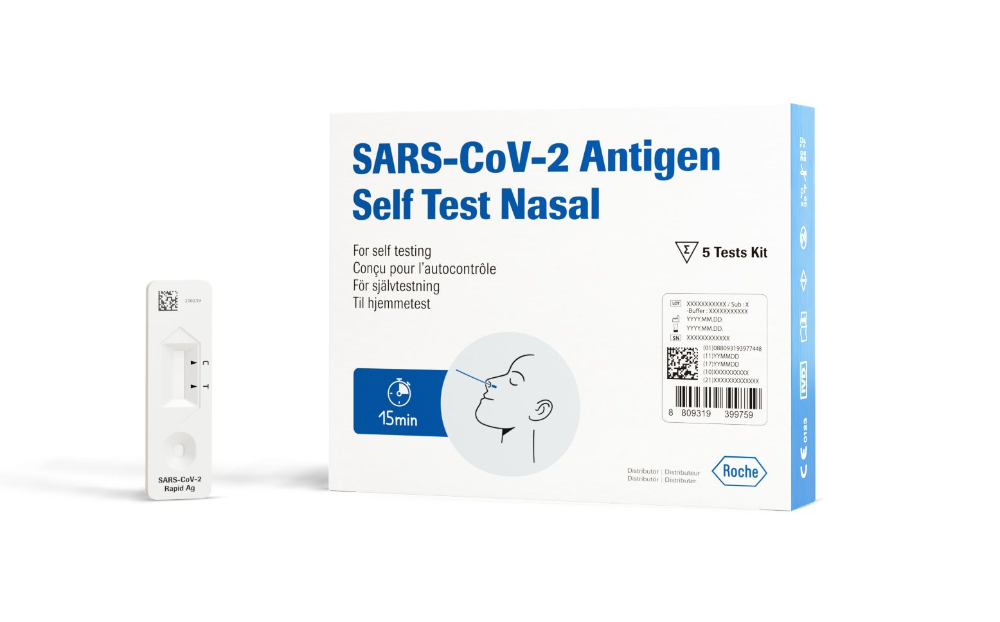 150239
C
T
SARS-CoV-2
Rapid Ag
SARS-CoV-2 Antigen
Self Test Nasal
For self testing
Conçu pour l'autocontrôle
För självtestning
Til hjemmetest
5 Tests Kit
15min
LOT XXXXXXXXXXX / Sub : X
-Buffer : XXXXXXXXXXX
YYYY.MM.DD.
YYYY.MM.DD.
SN XXXXXXXXXXXX
(01)088093193977448
(11)YYMMDD
(17)YYMMDD
(10)XXXXXXXXXX
(21)XXXXXXXXXXXXX
8 809319 399759
Distributor | Distributeur
Distributör | Distributør
Roche
IVD
CE 0123